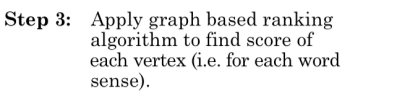 Step 3: Apply graph based ranking
algorithm to find score of
each vertex (i.e. for each word
sense).